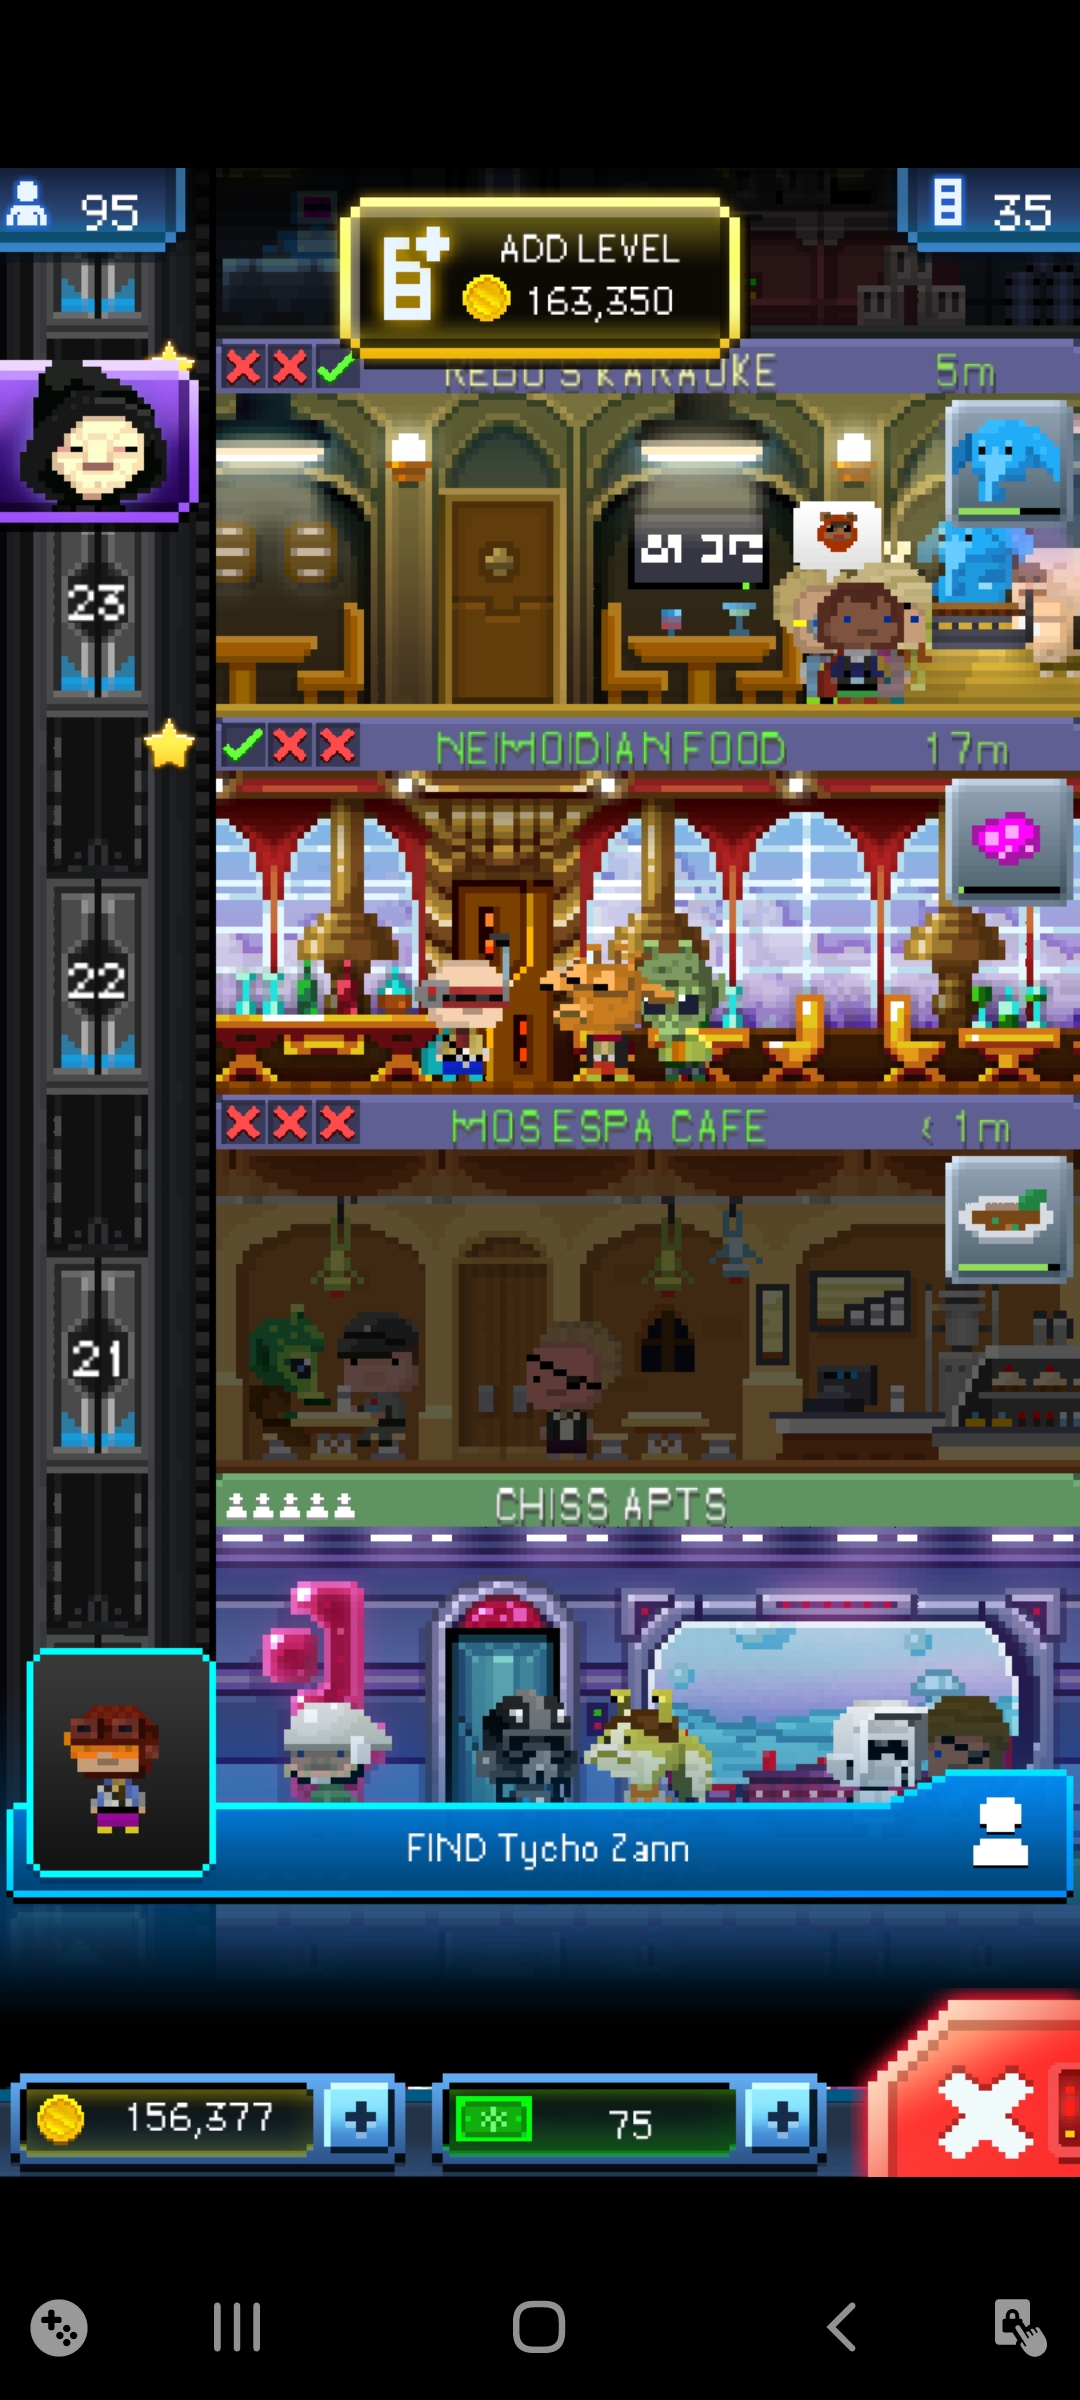 95
35
ADD LEVEL
163,350
REBO'S KARAOKE
5m
23
NEIMOIDIAN FOOD
17m
22
MOS ESPA CAFE
< 1m
21
CHISS APTS
FIND Tycho Zann
156,377
75